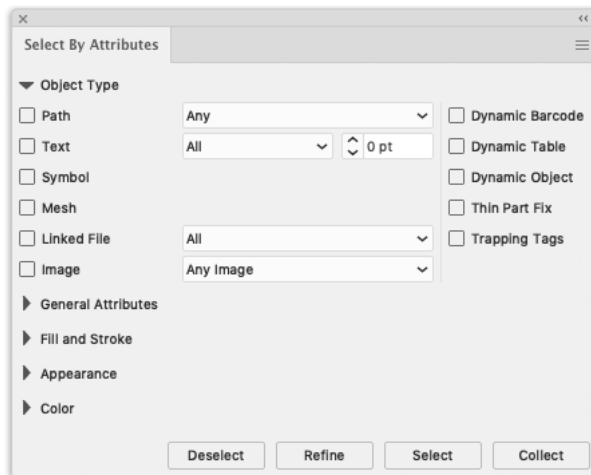 Select By Attributes
Object Type
Path Any Dynamic Barcode
Text All 0 pt Dynamic Table
Symbol Dynamic Object
Mesh Thin Part Fix
Linked File All Trapping Tags
Image Any Image
General Attributes
Fill and Stroke
Appearance
Color
Deselect Refine Select Collect